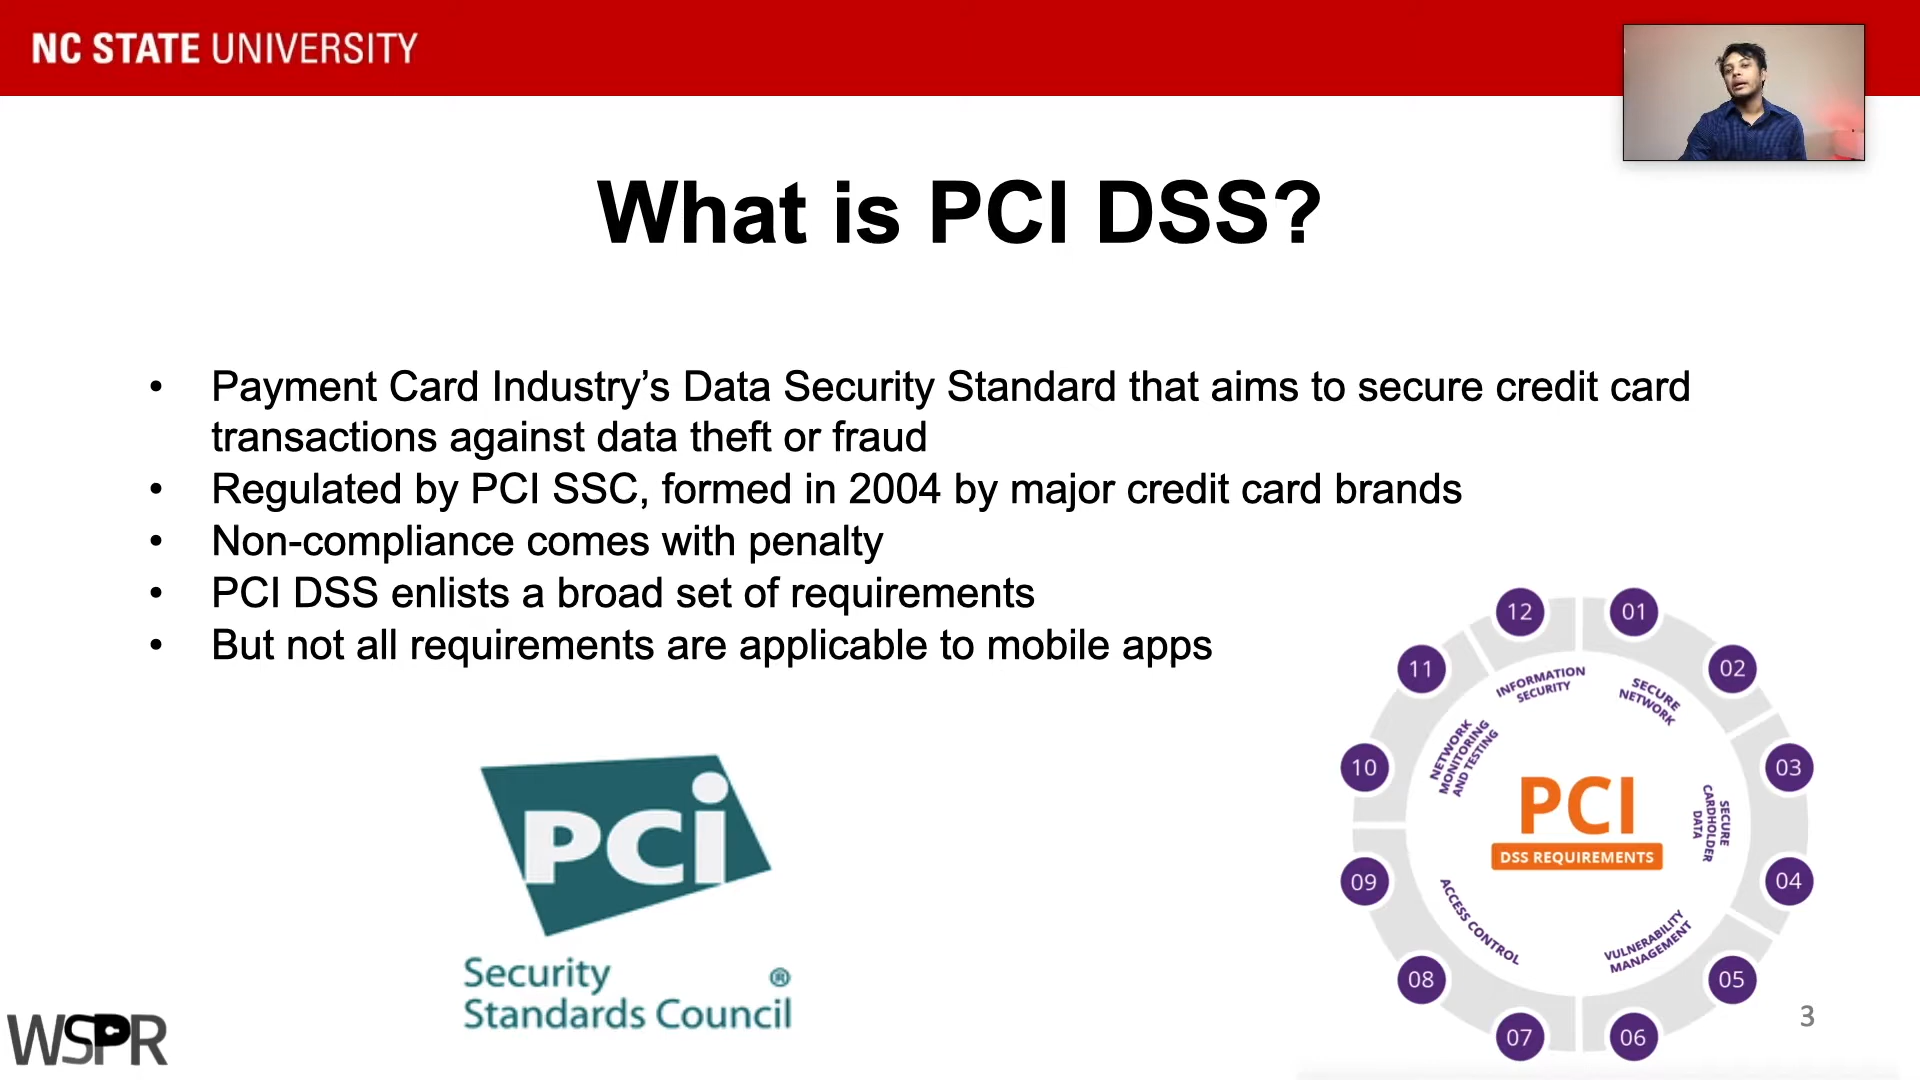 NC STATE UNIVERSITY
What is PCI DSS?
• Payment Card Industry’s Data Security Standard that aims to secure credit card
transactions against data theft or fraud
• Regulated by PCI SSC, formed in 2004 by major credit card brands
• Non-compliance comes with penalty
• PCI DSS enlists a broad set of requirements
• But not all requirements are applicable to mobile apps
PCi
Security ®
Standards Council
12
01
11
02
INFORMATION
SECURITY
SECURE
NETWORK
10
NETWORK
MONITORING
AND TESTING
03
PCI
DSS REQUIREMENTS
SECURE
CARDHOLDER
DATA
09
04
ACCESS CONTROL
VULNERABILITY
MANAGEMENT
08
05
07
06
WSPR
3